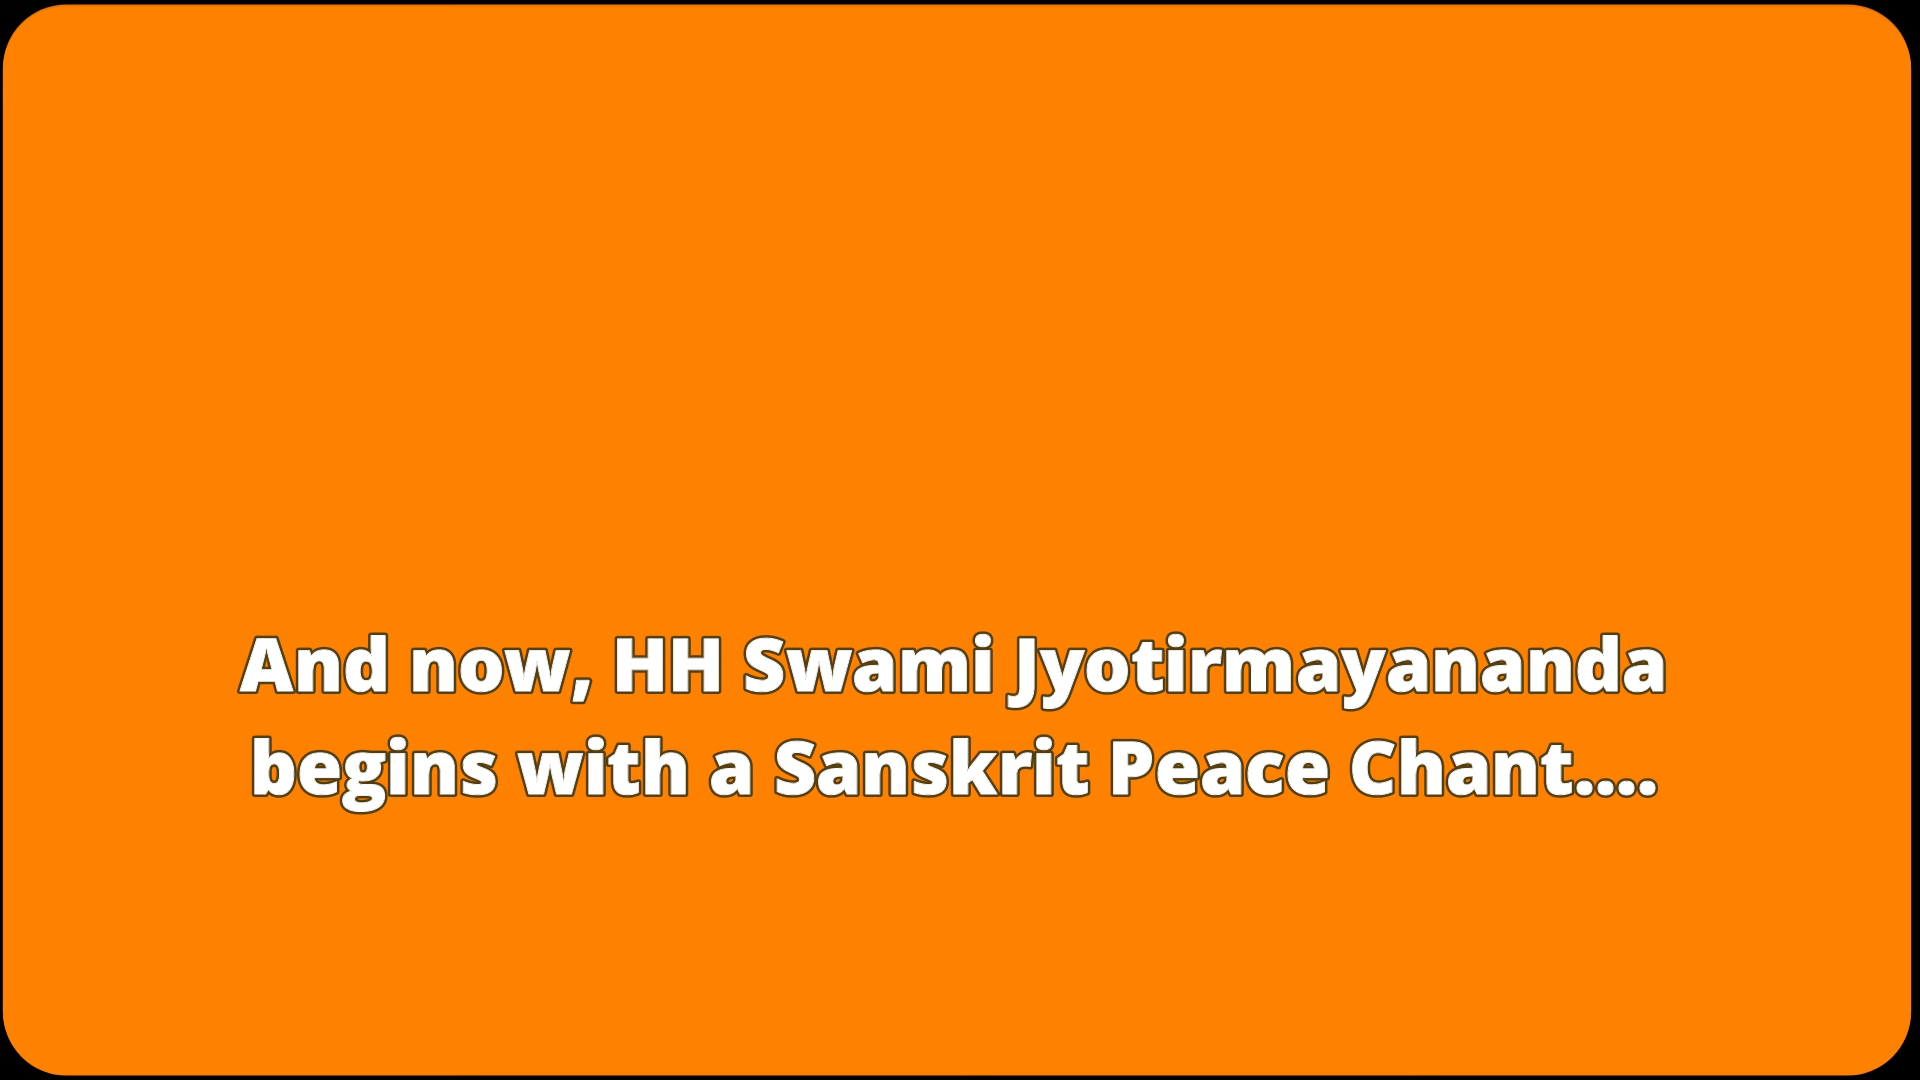 And now, HH Swami Jyotirmayananda
begins with a Sanskrit Peace Chant....